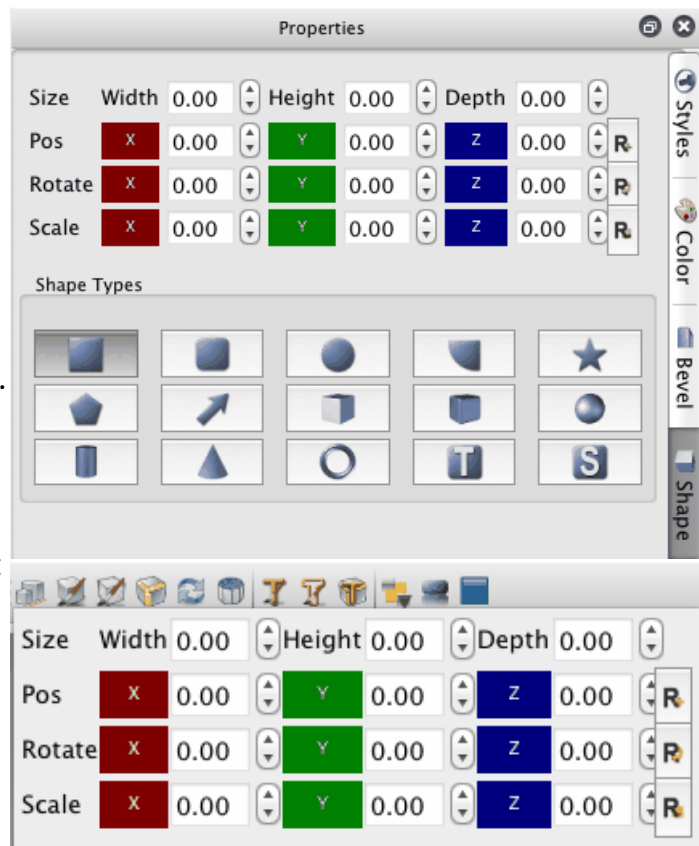 Properties
Size Width 0.00 Height 0.00 Depth 0.00
Pos X 0.00 Y 0.00 Z 0.00 R
Rotate X 0.00 Y 0.00 Z 0.00 R
Scale X 0.00 Y 0.00 Z 0.00 R
Styles
Color
Bevel
Shape
Shape Types
T S
T T T
Size Width 0.00 Height 0.00 Depth 0.00
Pos X 0.00 Y 0.00 Z 0.00 R
Rotate X 0.00 Y 0.00 Z 0.00 R
Scale X 0.00 Y 0.00 Z 0.00 R